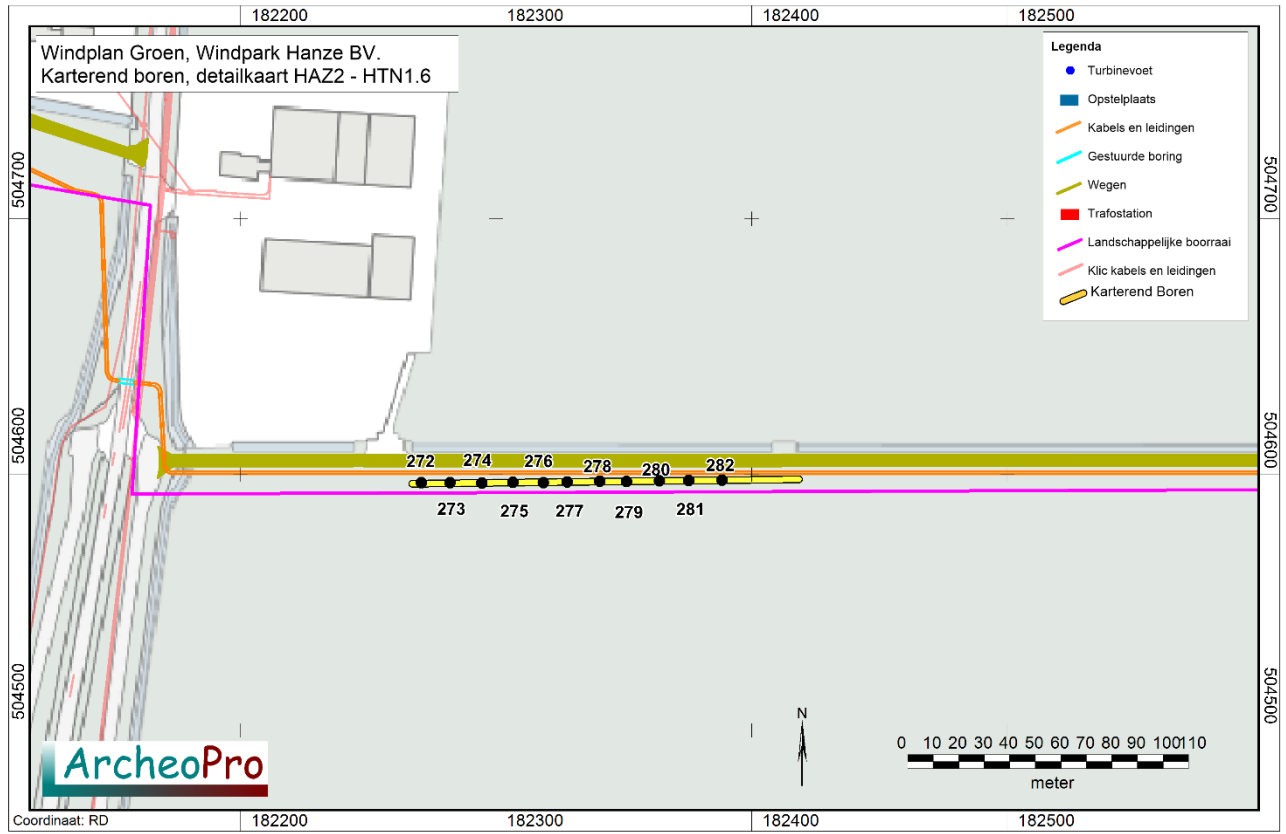 182200 182300 182400 182500
Windplan Groen, Windpark Hanze BV.
Karterend boren, detailkaart HAZ2 - HTN1.6
Legenda
Turbinevoet
Opstelplaats
Kabels en leidingen
Gestuurde boring
Wegen
Trafostation
Landschappelijke boorraai
Klic kabels en leidingen
Karterend Boren
504700 504700
504600 504600
272 274 276 278 280 282
273 275 277 279 281
504500 504500
N
0 10 20 30 40 50 60 70 80 90 100110
meter
ArcheoPro
Coordinaat: RD
182200 182300 182400 182500